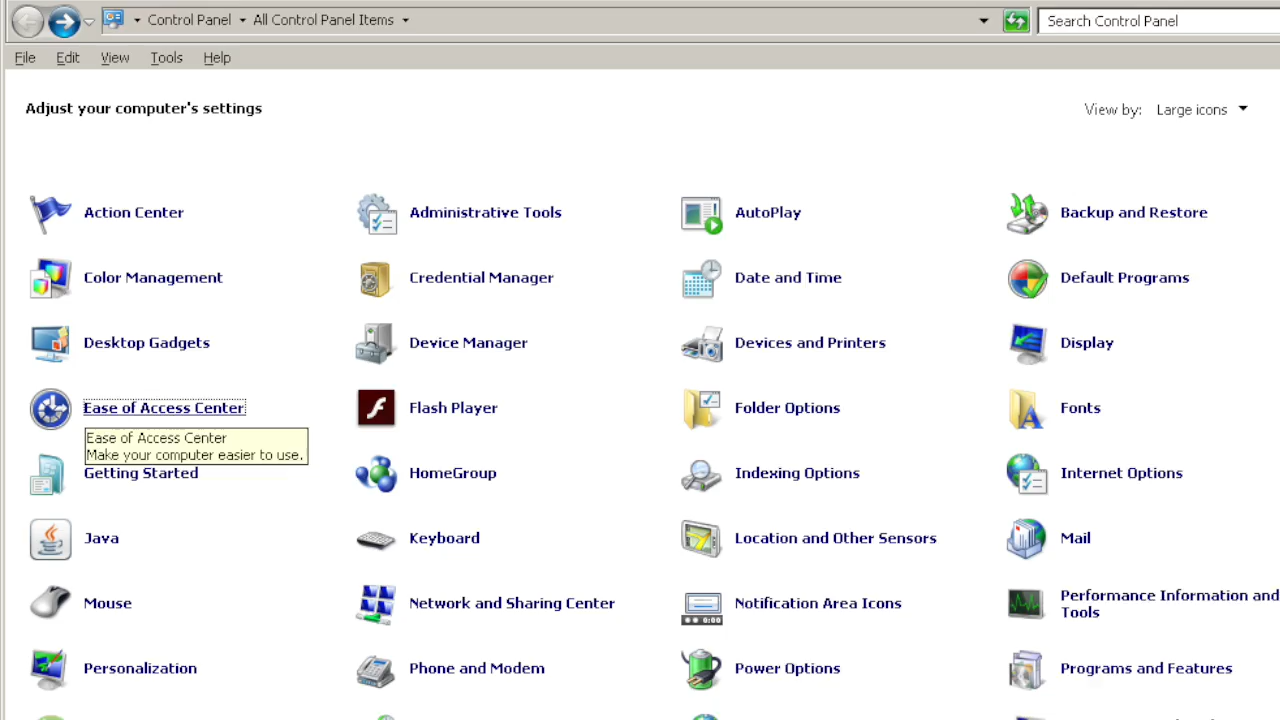 Control Panel All Control Panel Items Search Control Panel
File Edit View Tools Help
Adjust your computer's settings
View by: Large icons
Action Center Administrative Tools AutoPlay Backup and Restore
Color Management Credential Manager Date and Time Default Programs
Desktop Gadgets Device Manager Devices and Printers Display
Ease of Access Center Flash Player Folder Options Fonts
Ease of Access Center
Make your computer easier to use.
Getting Started HomeGroup Indexing Options Internet Options
Java Keyboard Location and Other Sensors Mail
Mouse Network and Sharing Center Notification Area Icons Performance Information and
Tools
Personalization Phone and Modem Power Options Programs and Features